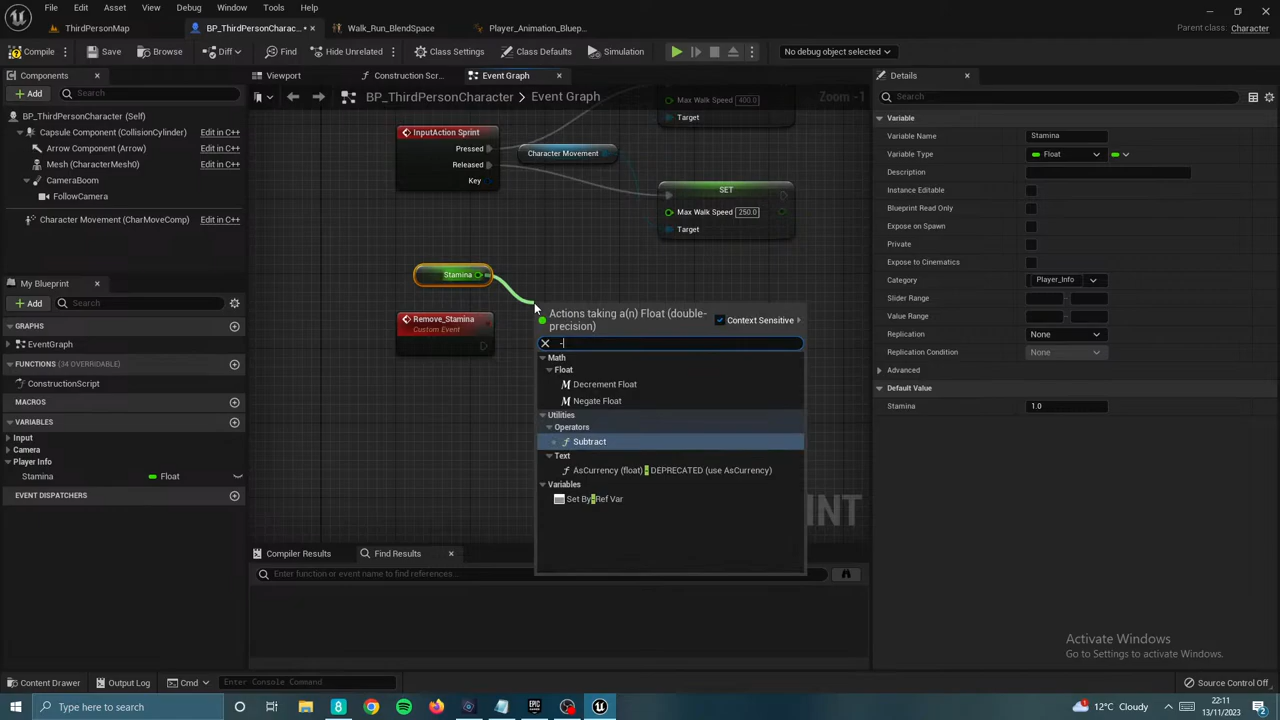 File Edit Asset View Debug Window Tools Help
ThirdPersonMap BP_ThirdPersonCharac... Walk_Run_BlendSpace Player_Animation_Bluep... Parent class: Character
Compile Save Browse Diff Find Hide Unrelated Class Settings Class Defaults Simulation No debug object selected
Components Viewport Construction Scr... Event Graph Details
Add Search BP_ThirdPersonCharacter > Event Graph Zoom -1 Search
BP_ThirdPersonCharacter (Self)
Capsule Component (CollisionCylinder) Edit in C++
Arrow Component (Arrow) Edit in C++
Mesh (CharacterMesh0) Edit in C++
CameraBoom
FollowCamera
Character Movement (CharMoveComp) Edit in C++
My Blueprint
Add Search
GRAPHS
EventGraph
FUNCTIONS (34 OVERRIDABLE)
ConstructionScript
MACROS
VARIABLES
Input
Camera
Player Info
Stamina Float
EVENT DISPATCHERS
Max Walk Speed 400.0
Target
InputAction Sprint
Pressed
Released
Key
Character Movement
SET
Max Walk Speed 250.0
Target
Stamina
Remove_Stamina
Custom Event
Actions taking a(n) Float (double-
precision)
Context Sensitive
-
Math
Float
Decrement Float
Negate Float
Utilities
Operators
Subtract
Text
AsCurrency (float) - DEPRECATED (use AsCurrency)
Variables
Set By-Ref Var
INT
Compiler Results Find Results
Enter function or event name to find references...
Variable
Variable Name Stamina
Variable Type Float
Description
Instance Editable
Blueprint Read Only
Expose on Spawn
Private
Expose to Cinematics
Category Player_Info
Slider Range
Value Range
Replication None
Replication Condition None
Advanced
Default Value
Stamina 1.0
Activate Windows
Go to Settings to activate Windows.
Content Drawer Output Log Cmd Enter Console Command Source Control Off
Type here to search 8 EPIC GAMES 12°C Cloudy 22:11
13/11/2023 2